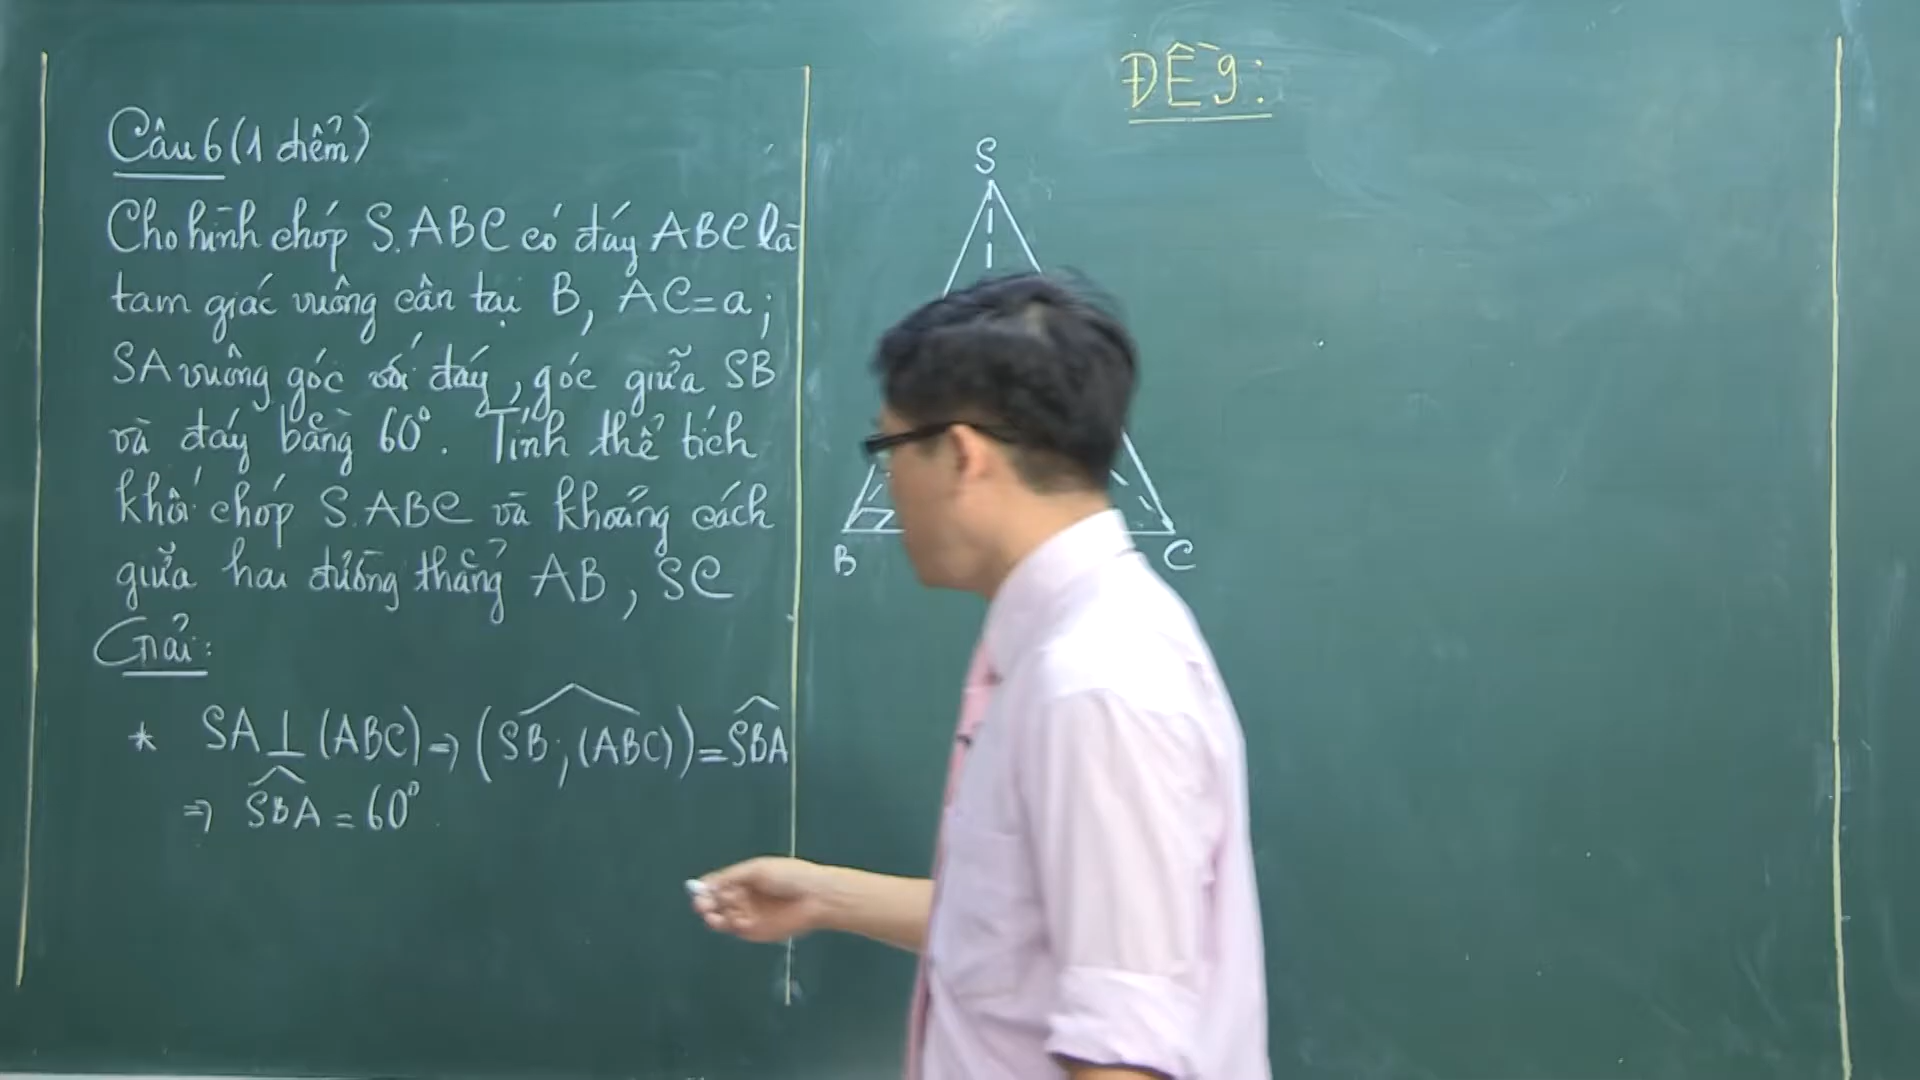 Câu 6 (1 điểm)
Cho hình chóp S.ABC có đáy ABC là
tam giác vuông cân tại B, AC=a;
SA vuông góc với đáy, góc giữa SB
và đáy bằng 60°. Tính thể tích
khối chóp S.ABC và khoảng cách
giữa hai đường thẳng AB, SC
Giải:
* SA⊥(ABC)⇒(SB;(ABC))=SBA
⇒ SBA = 60°
ĐỀ 9:
S
B
C